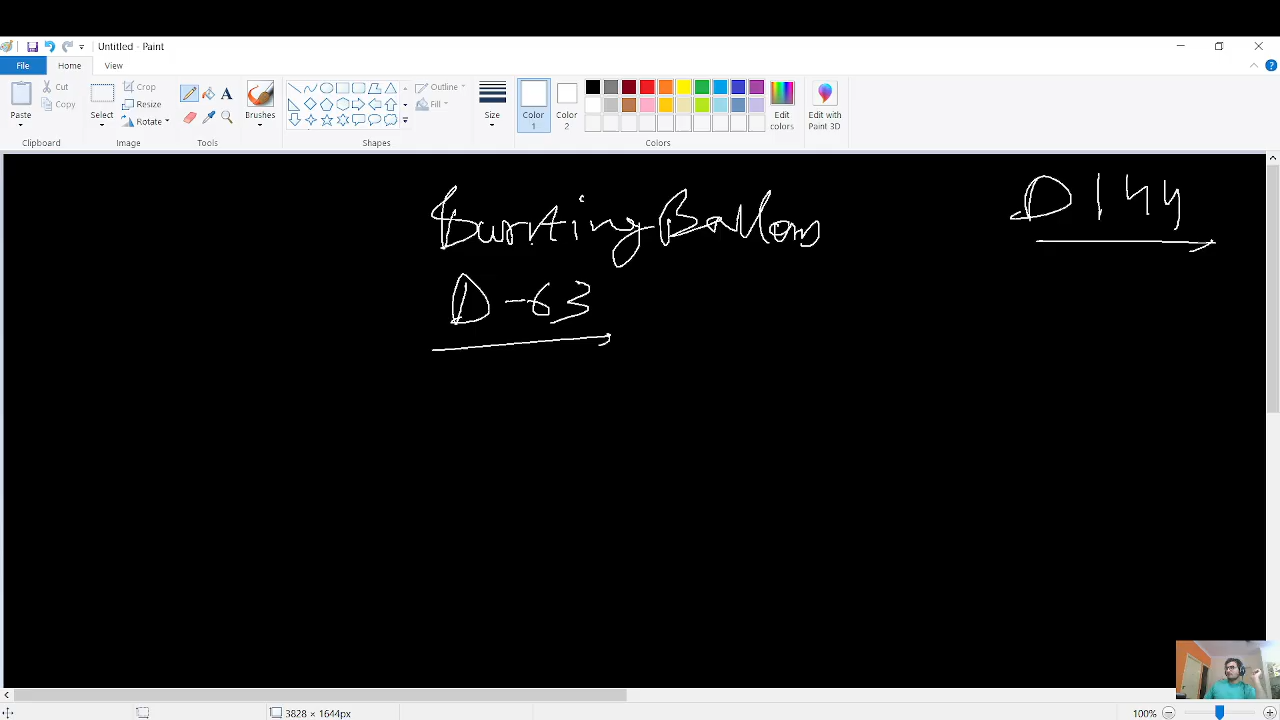 Untitled - Paint
File Home View
Cut
Copy
Paste
Clipboard
Crop
Resize
Rotate
Select
Image
Tools
Brushes
Outline
Fill
Shapes
Size
Color 1
Color 2
Edit colors
Colors
Edit with Paint 3D
Bursting Ballons
D 144
D-63
3828 × 1644px
100%